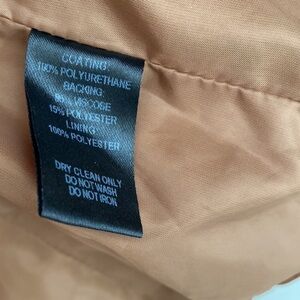 COATING:
100% POLYURETHANE
BACKING:
85% VISCOSE
15% POLYESTER
LINING:
100% POLYESTER
DRY CLEAN ONLY
DO NOT WASH
DO NOT IRON